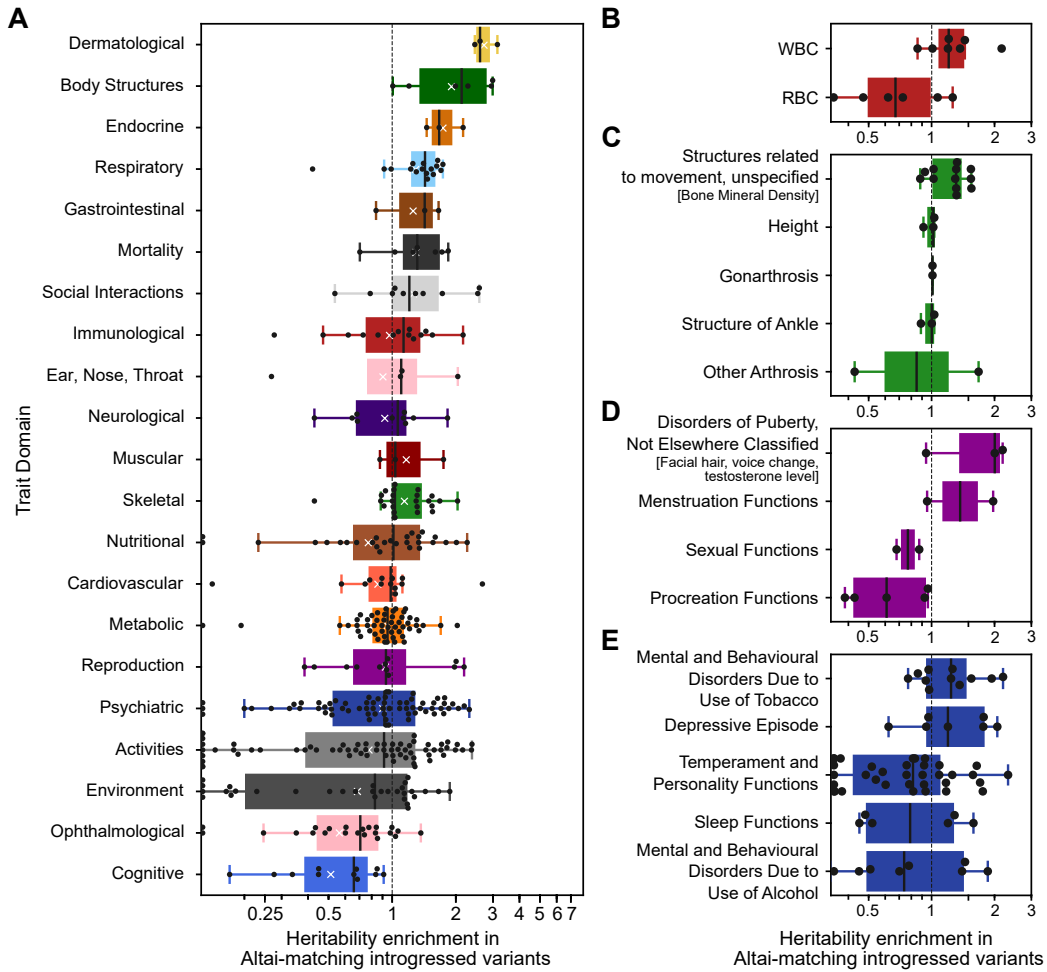 A
Trait Domain
Dermatological
Body Structures
Endocrine
Respiratory
Gastrointestinal
Mortality
Social Interactions
Immunological
Ear, Nose, Throat
Neurological
Muscular
Skeletal
Nutritional
Cardiovascular
Metabolic
Reproduction
Psychiatric
Activities
Environment
Ophthalmological
Cognitive
0.25 0.5 1 2 3 4 5 6 7
Heritability enrichment in
Altai-matching introgressed variants
B
WBC
RBC
0.5 1 2 3
C
Structures related
to movement, unspecified
[Bone Mineral Density]
Height
Gonarthrosis
Structure of Ankle
Other Arthrosis
0.5 1 2 3
D
Disorders of Puberty,
Not Elsewhere Classified
[Facial hair, voice change,
testosterone level]
Menstruation Functions
Sexual Functions
Procreation Functions
0.5 1 2 3
E
Mental and Behavioural
Disorders Due to
Use of Tobacco
Depressive Episode
Temperament and
Personality Functions
Sleep Functions
Mental and Behavioural
Disorders Due to
Use of Alcohol
0.5 1 2 3
Heritability enrichment in
Altai-matching introgressed variants